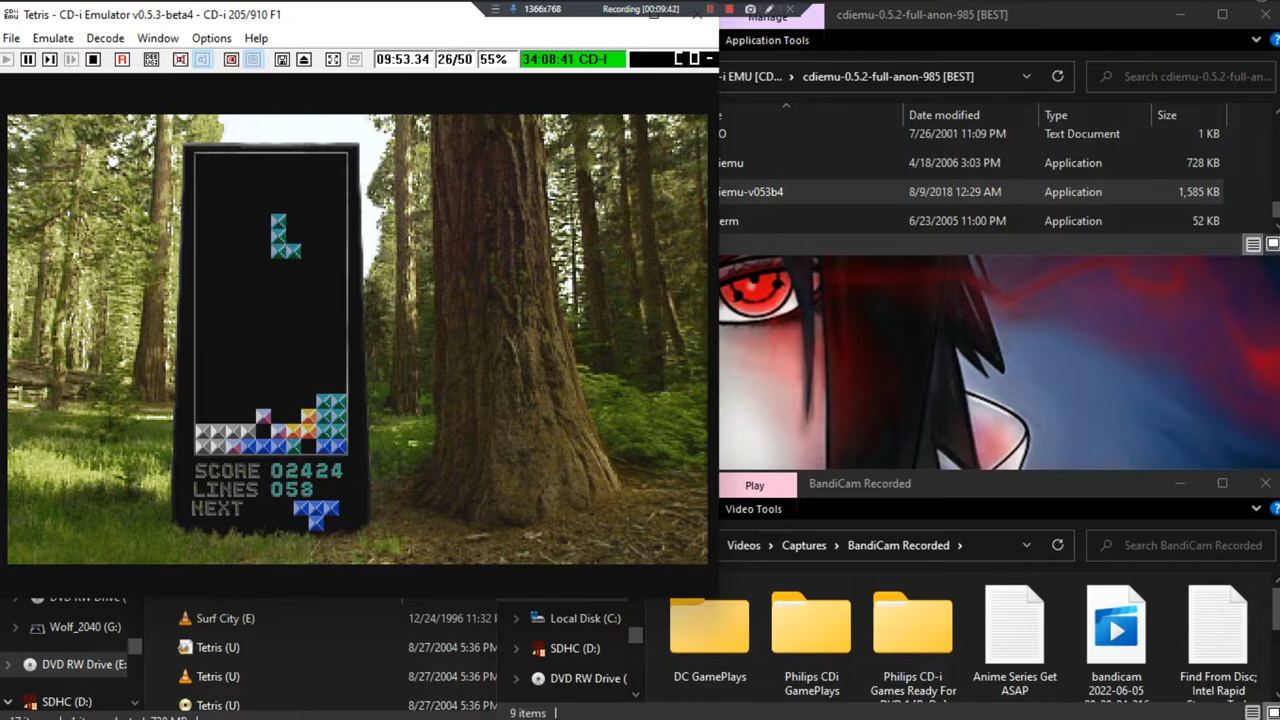 Tetris - CD-i Emulator v0.5.3-beta4 - CD-i 205/910 F1
1366x768
Recording [00:09:42]
Manage
cdiemu-0.5.2-full-anon-985 [BEST]
File Emulate Decode Window Options Help
Application Tools
09:53.34 26/50 55% 34:08:41 CD-I
-i EMU [CD... > cdiemu-0.5.2-full-anon-985 [BEST]
Search cdiemu-0.5.2-full-an...
Date modified Type Size
O 7/26/2001 11:09 PM Text Document 1 KB
iemu 4/18/2006 3:03 PM Application 728 KB
iemu-v053b4 8/9/2018 12:29 AM Application 1,585 KB
erm 6/23/2005 11:00 PM Application 52 KB
SCORE 02424
LINES 058
NEXT
Play
BandiCam Recorded
Video Tools
Videos > Captures > BandiCam Recorded >
Search BandiCam Recorded
DVD RW Drive (
Wolf_2040 (G:)
DVD RW Drive (E:
SDHC (D:)
Surf City (E) 12/24/1996 11:32
Tetris (U) 8/27/2004 5:36 PM
Tetris (U) 8/27/2004 5:36 PM
Tetris (U) 8/27/2004 5:36 PM
Local Disk (C:)
SDHC (D:)
DVD RW Drive (
DC GamePlays
Philips CDi GamePlays
Philips CD-i Games Ready For
Anime Series Get ASAP
bandicam 2022-06-05
Find From Disc; Intel Rapid
9 items